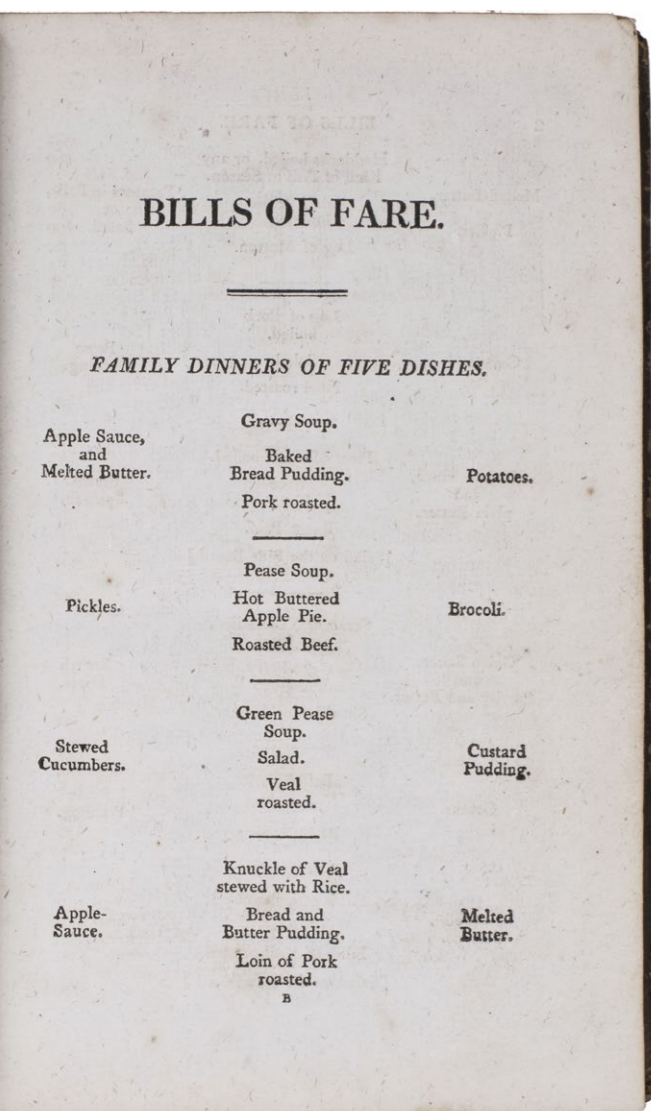 BILLS OF FARE.
FAMILY DINNERS OF FIVE DISHES.
Gravy Soup.
Apple Sauce,
and
Melted Butter.
Baked
Bread Pudding.
Potatoes.
Pork roasted.
Pease Soup.
Pickles.
Hot Buttered
Apple Pie.
Brocoli.
Roasted Beef.
Green Pease
Soup.
Stewed
Cucumbers.
Salad.
Custard
Pudding.
Veal
roasted.
Knuckle of Veal
stewed with Rice.
Apple-
Sauce.
Bread and
Butter Pudding.
Melted
Butter.
Loin of Pork
roasted.
B